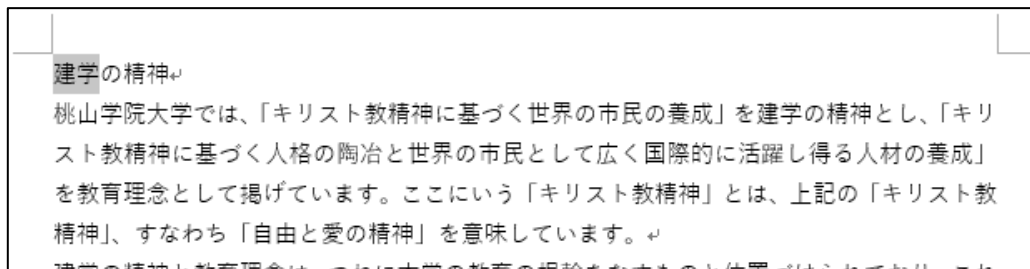 建学の精神↵
桃山学院大学では、「キリスト教精神に基づく世界の市民の養成」を建学の精神とし、「キリ
スト教精神に基づく人格の陶冶と世界の市民として広く国際的に活躍し得る人材の養成」
を教育理念として掲げています。ここにいう「キリスト教精神」とは、上記の「キリスト教
精神」、すなわち「自由と愛の精神」を意味しています。↵